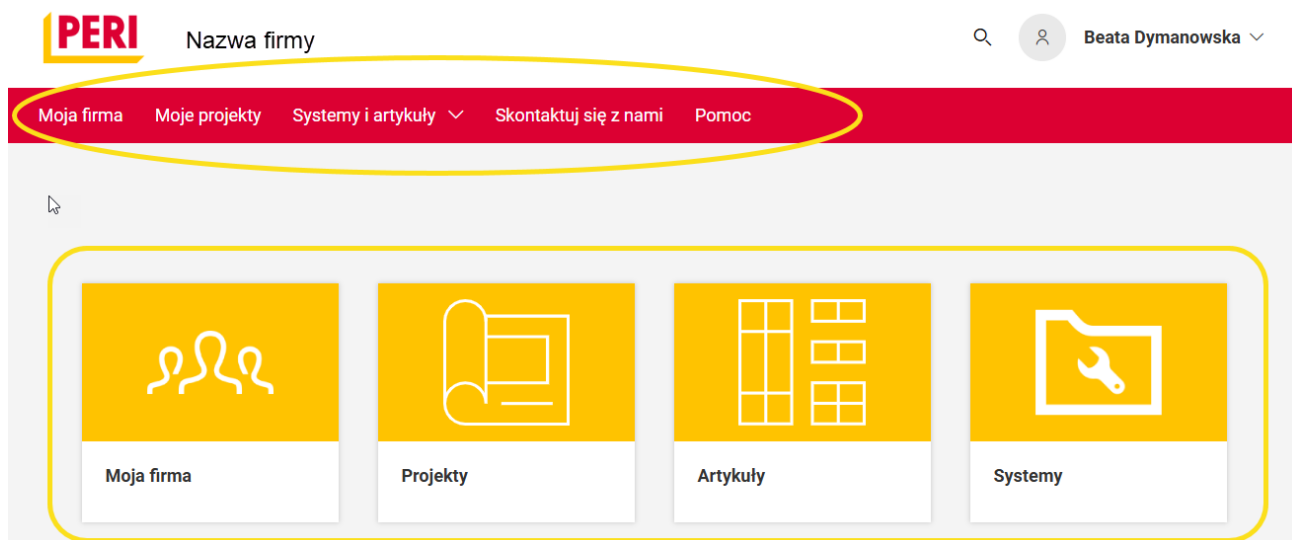 PERI
Nazwa firmy
Beata Dymanowska
Moja firma Moje projekty Systemy i artykuły Skontaktuj się z nami Pomoc
Moja firma Projekty Artykuły Systemy